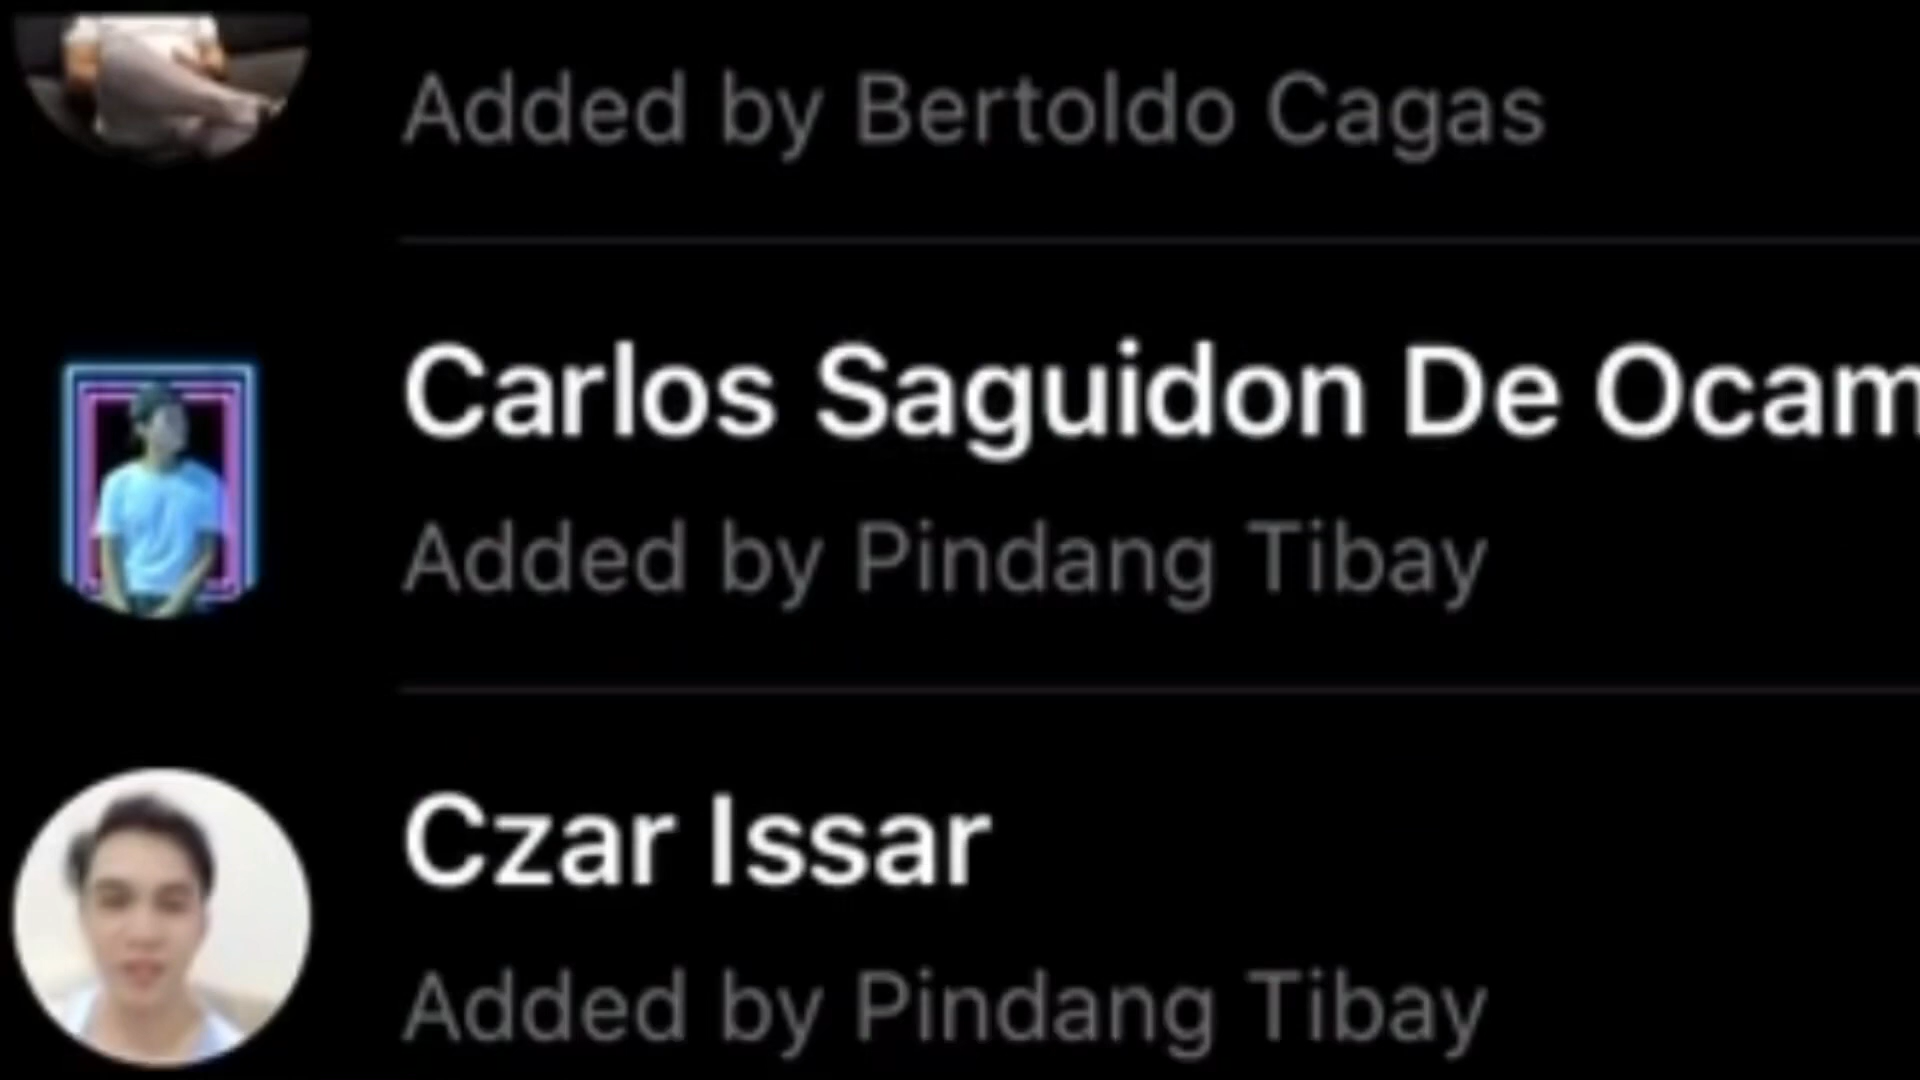 Added by Bertoldo Cagas
Carlos Saguidon De Ocam
Added by Pindang Tibay
Czar Issar
Added by Pindang Tibay